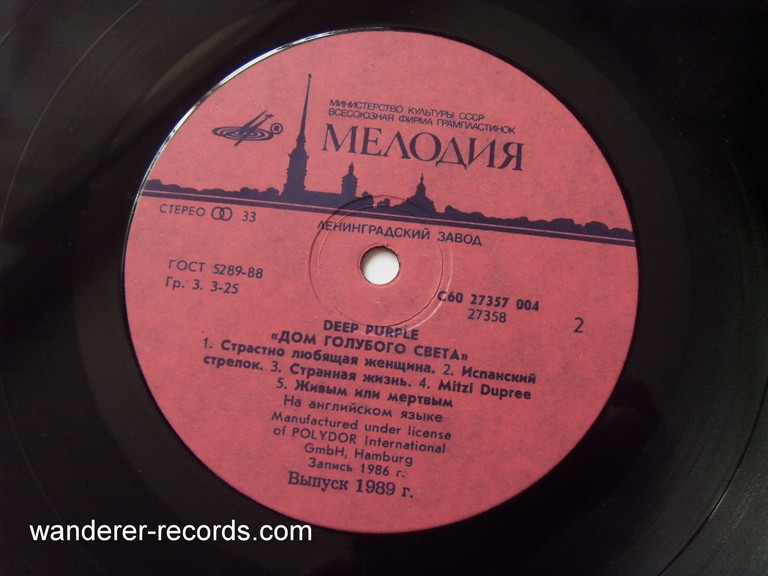 МИНИСТЕРСТВО КУЛЬТУРЫ СССР
ВСЕСОЮЗНАЯ ФИРМА ГРАМПЛАСТИНОК
МЕЛОДИЯ
®
СТЕРЕО 33
ЛЕНИНГРАДСКИЙ ЗАВОД
ГОСТ 5289-88
Гр. 3. 3-25
С60 27357 004
27358
2
DEEP PURPLE
«ДОМ ГОЛУБОГО СВЕТА»
1. Страстно любящая женщина. 2. Испанский
стрелок. 3. Странная жизнь. 4. Mitzi Dupree
5. Живым или мертвым
На английском языке
Manufactured under license
of POLYDOR International
GmbH, Hamburg
Запись 1986 г.
Выпуск 1989 г.
wanderer-records.com